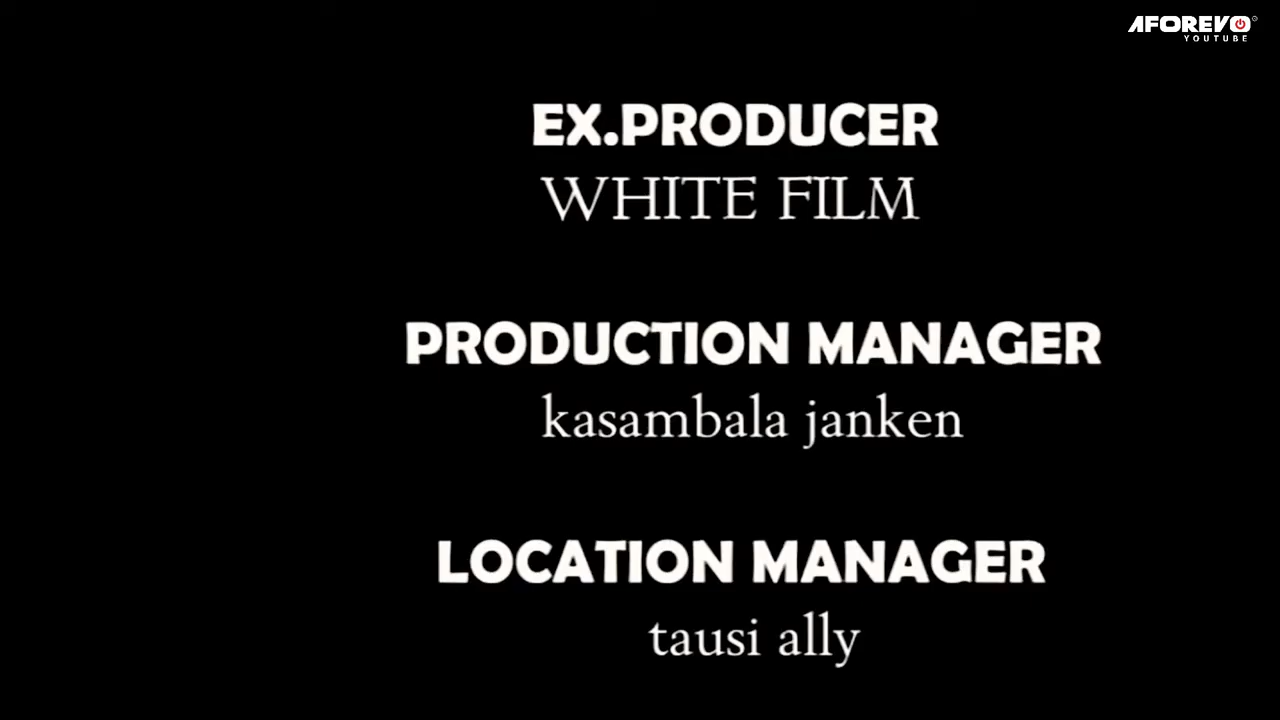 AFOREVO
YOUTUBE
EX.PRODUCER
WHITE FILM
PRODUCTION MANAGER
kasambala janken
LOCATION MANAGER
tausi ally